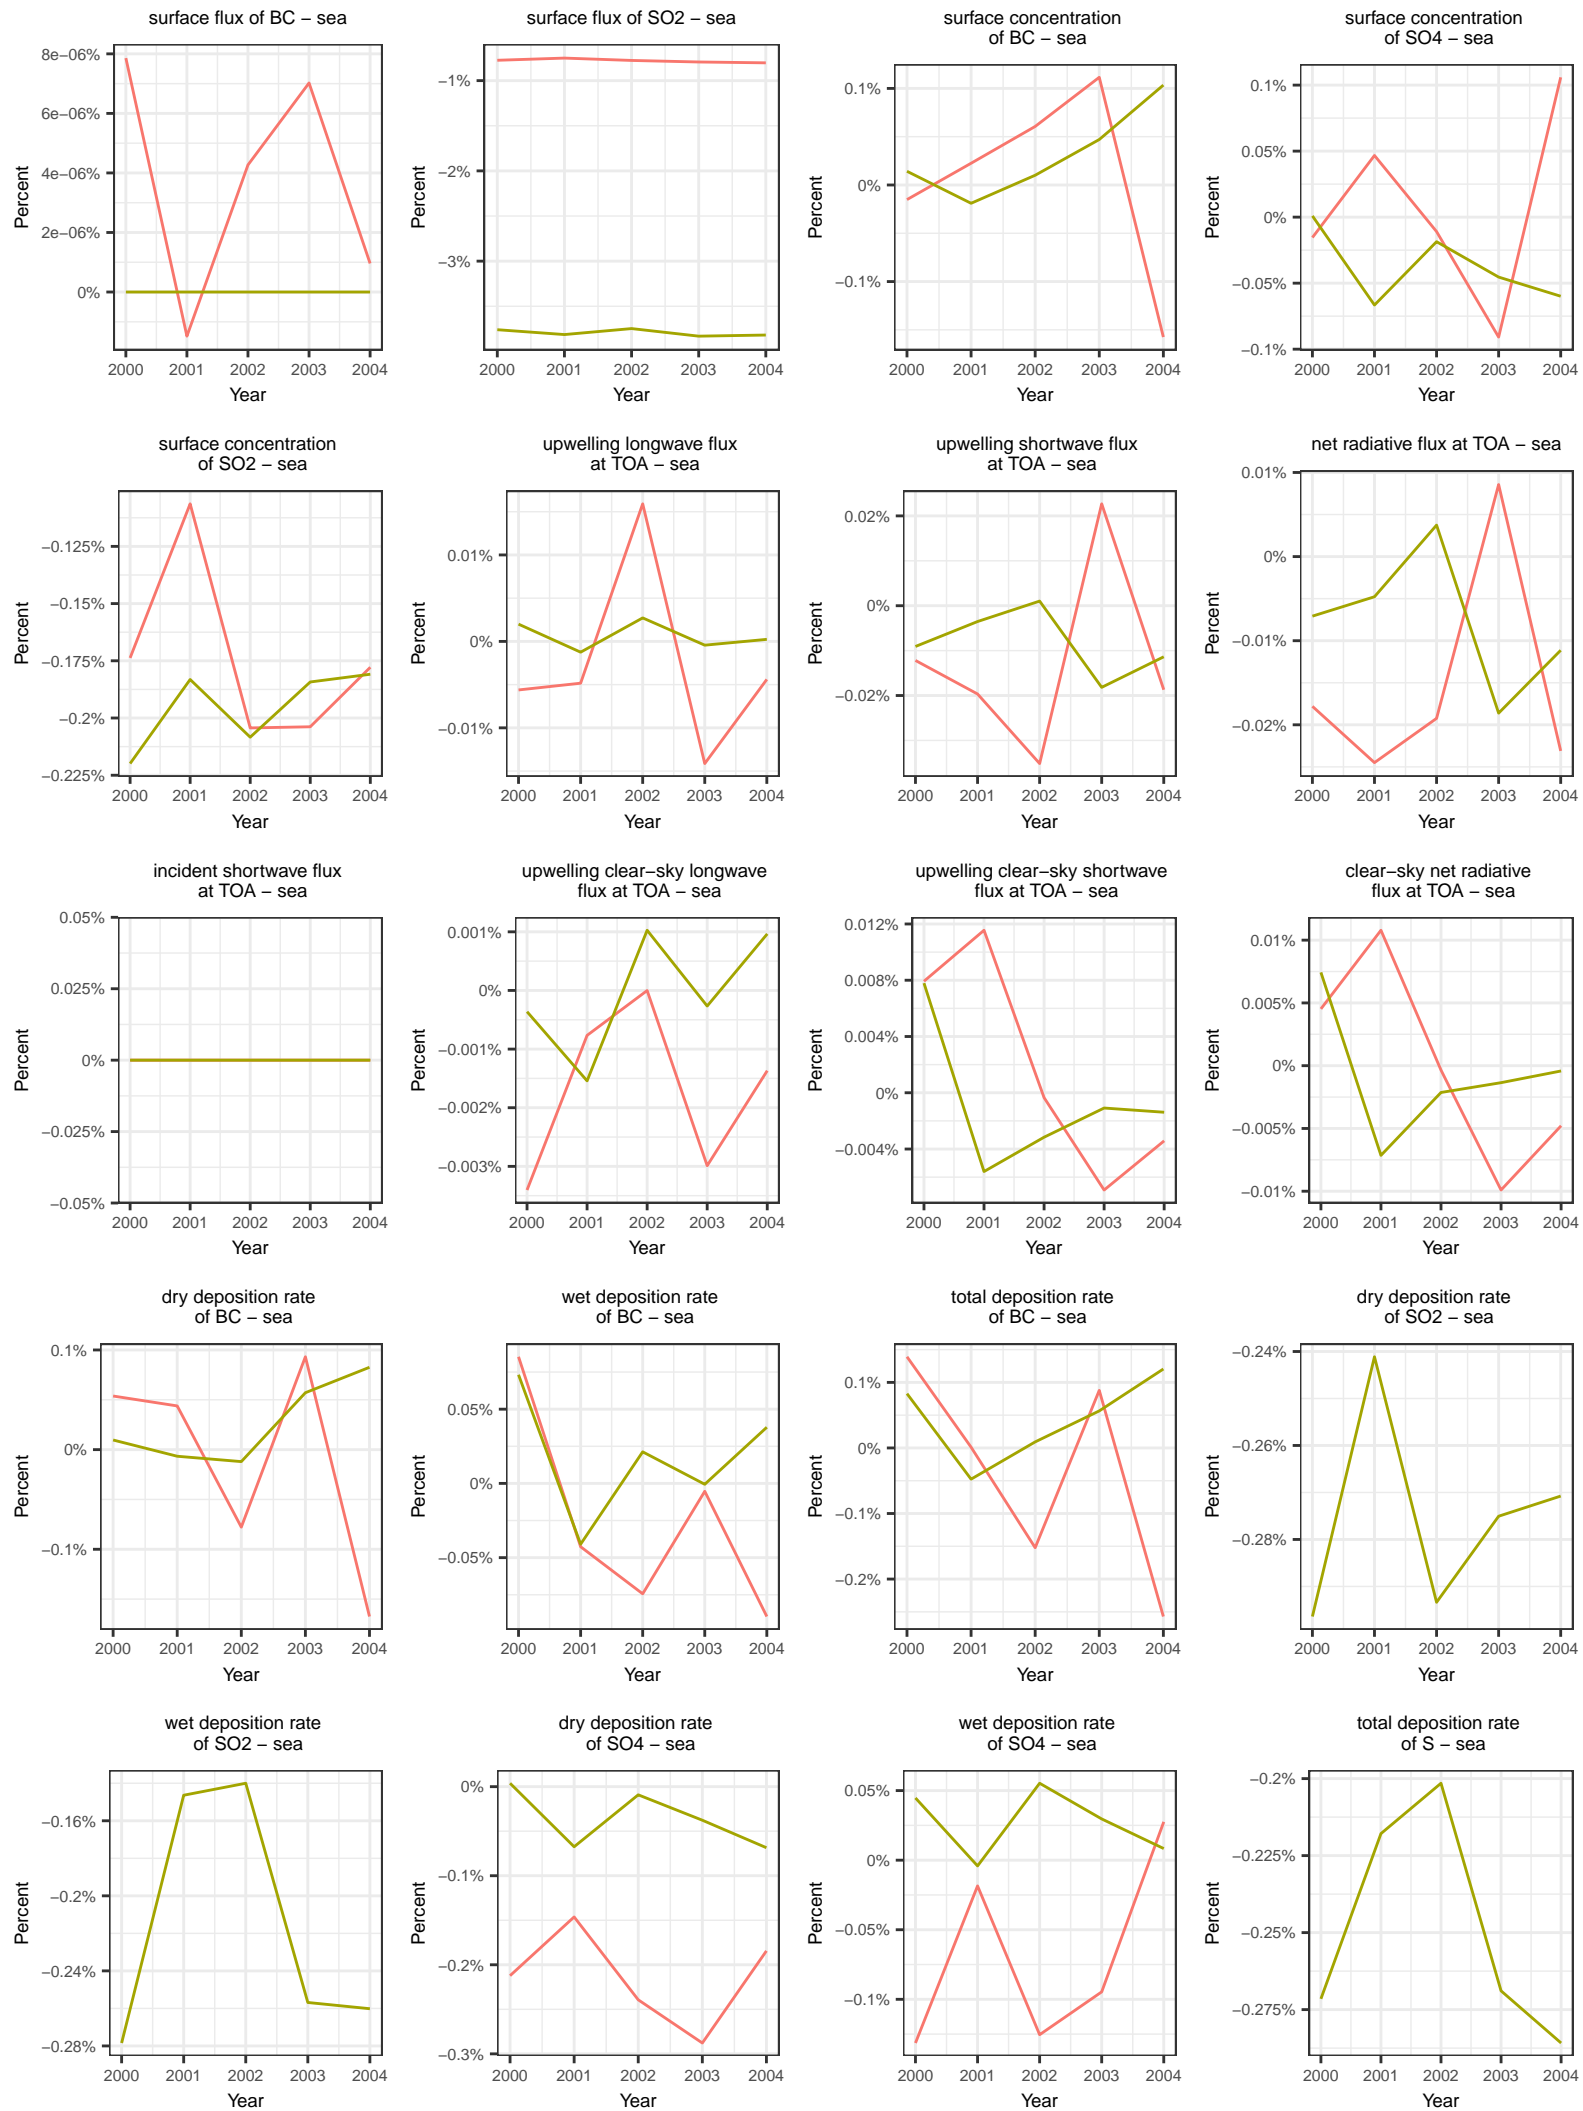 surface flux of BC − sea
8e−06%
6e−06%
4e−06%
2e−06%
0%
Percent
2000 2001 2002 2003 2004
Year
surface flux of SO2 − sea
−1%
−2%
−3%
Percent
2000 2001 2002 2003 2004
Year
surface concentration
of BC − sea
0.1%
0%
−0.1%
Percent
2000 2001 2002 2003 2004
Year
surface concentration
of SO4 − sea
0.1%
0.05%
0%
−0.05%
−0.1%
Percent
2000 2001 2002 2003 2004
Year
surface concentration
of SO2 − sea
−0.125%
−0.15%
−0.175%
−0.2%
−0.225%
Percent
2000 2001 2002 2003 2004
Year
upwelling longwave flux
at TOA − sea
0.01%
0%
−0.01%
Percent
2000 2001 2002 2003 2004
Year
upwelling shortwave flux
at TOA − sea
0.02%
0%
−0.02%
Percent
2000 2001 2002 2003 2004
Year
net radiative flux at TOA − sea
0.01%
0%
−0.01%
−0.02%
Percent
2000 2001 2002 2003 2004
Year
incident shortwave flux
at TOA − sea
0.05%
0.025%
0%
−0.025%
−0.05%
Percent
2000 2001 2002 2003 2004
Year
upwelling clear−sky longwave
flux at TOA − sea
0.001%
0%
−0.001%
−0.002%
−0.003%
Percent
2000 2001 2002 2003 2004
Year
upwelling clear−sky shortwave
flux at TOA − sea
0.012%
0.008%
0.004%
0%
−0.004%
Percent
2000 2001 2002 2003 2004
Year
clear−sky net radiative
flux at TOA − sea
0.01%
0.005%
0%
−0.005%
−0.01%
Percent
2000 2001 2002 2003 2004
Year
dry deposition rate
of BC − sea
0.1%
0%
−0.1%
Percent
2000 2001 2002 2003 2004
Year
wet deposition rate
of BC − sea
0.05%
0%
−0.05%
Percent
2000 2001 2002 2003 2004
Year
total deposition rate
of BC − sea
0.1%
0%
−0.1%
−0.2%
Percent
2000 2001 2002 2003 2004
Year
dry deposition rate
of SO2 − sea
−0.24%
−0.26%
−0.28%
Percent
2000 2001 2002 2003 2004
Year
wet deposition rate
of SO2 − sea
−0.16%
−0.2%
−0.24%
−0.28%
Percent
2000 2001 2002 2003 2004
Year
dry deposition rate
of SO4 − sea
0%
−0.1%
−0.2%
−0.3%
Percent
2000 2001 2002 2003 2004
Year
wet deposition rate
of SO4 − sea
0.05%
0%
−0.05%
−0.1%
Percent
2000 2001 2002 2003 2004
Year
total deposition rate
of S − sea
−0.2%
−0.225%
−0.25%
−0.275%
Percent
2000 2001 2002 2003 2004
Year